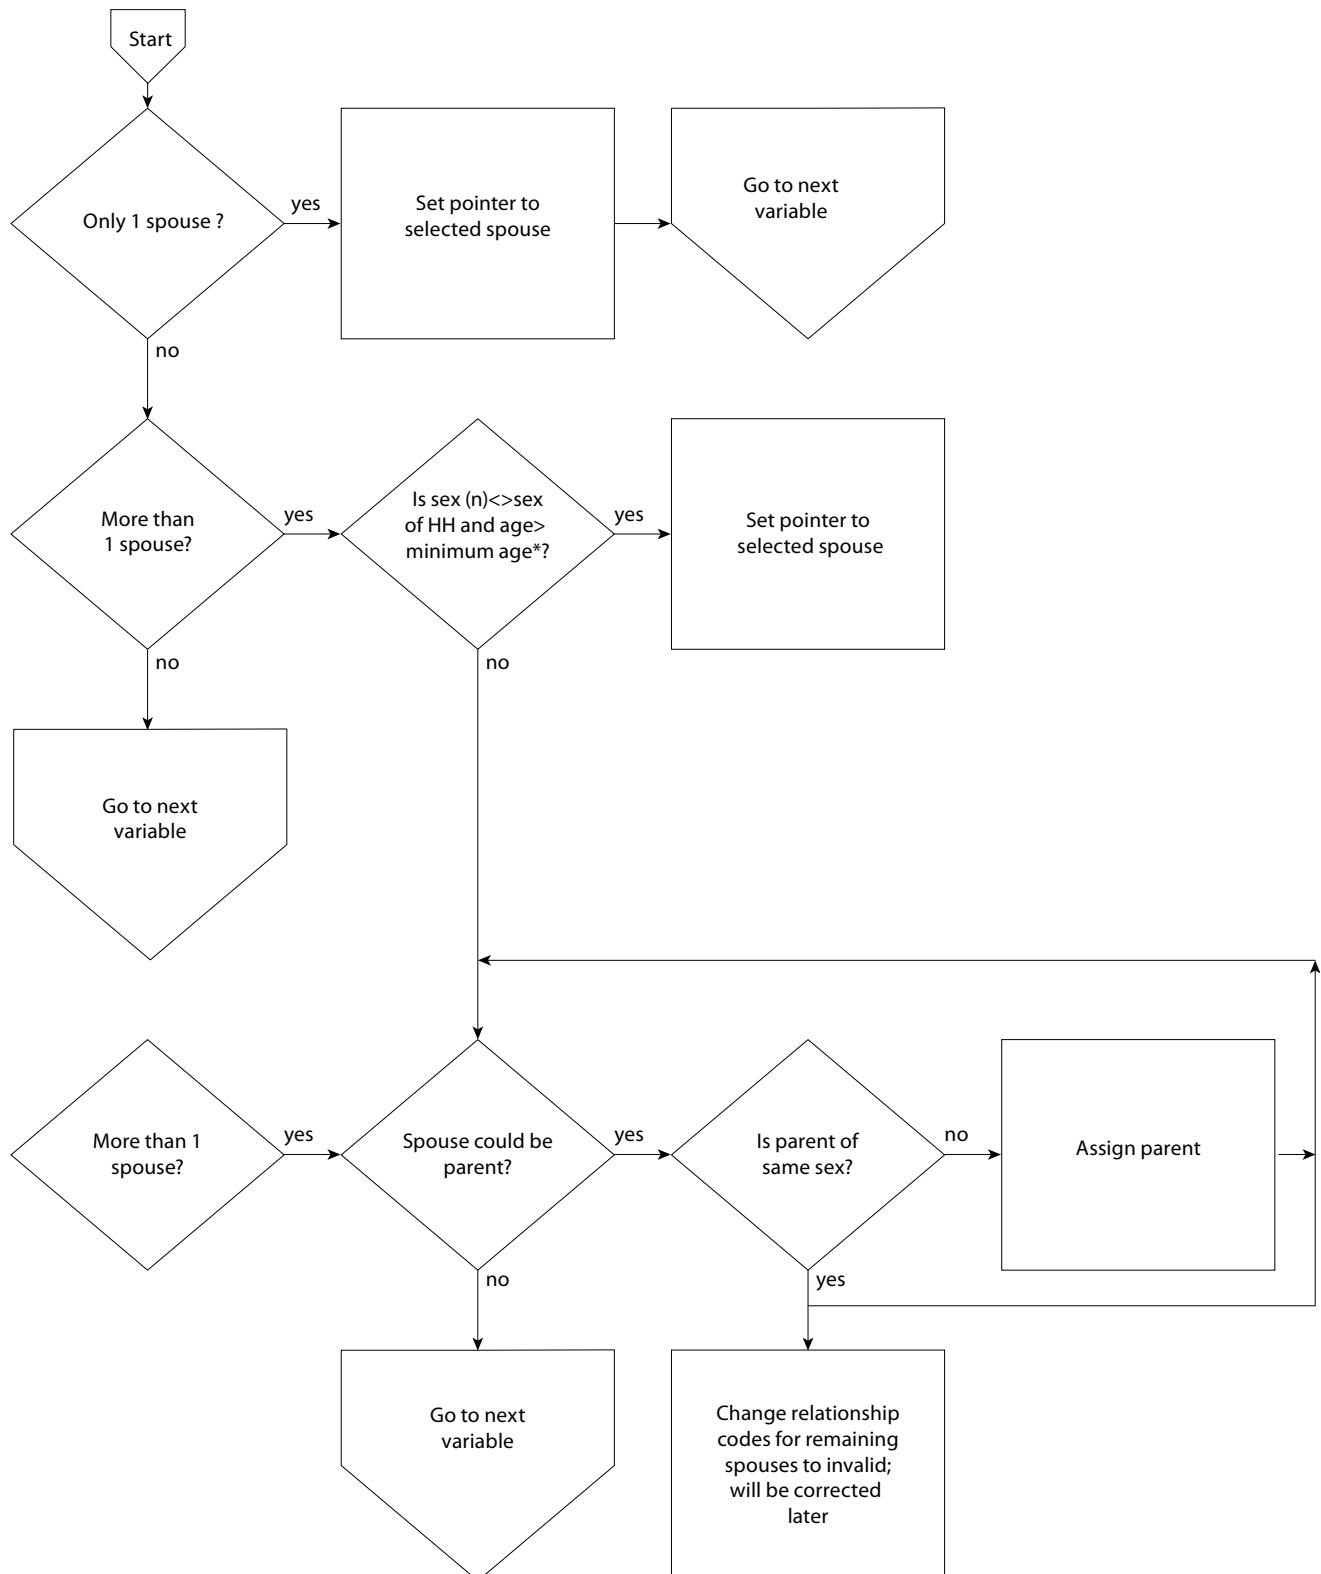 Start
Only 1 spouse ?
yes
Set pointer to
selected spouse
Go to next
variable
no
More than
1 spouse?
yes
Is sex (n)<>sex
of HH and age>
minimum age*?
yes
Set pointer to
selected spouse
no
no
Go to next
variable
More than 1
spouse?
yes
Spouse could be
parent?
yes
Is parent of
same sex?
no
Assign parent
no
yes
Go to next
variable
Change relationship
codes for remaining
spouses to invalid;
will be corrected
later